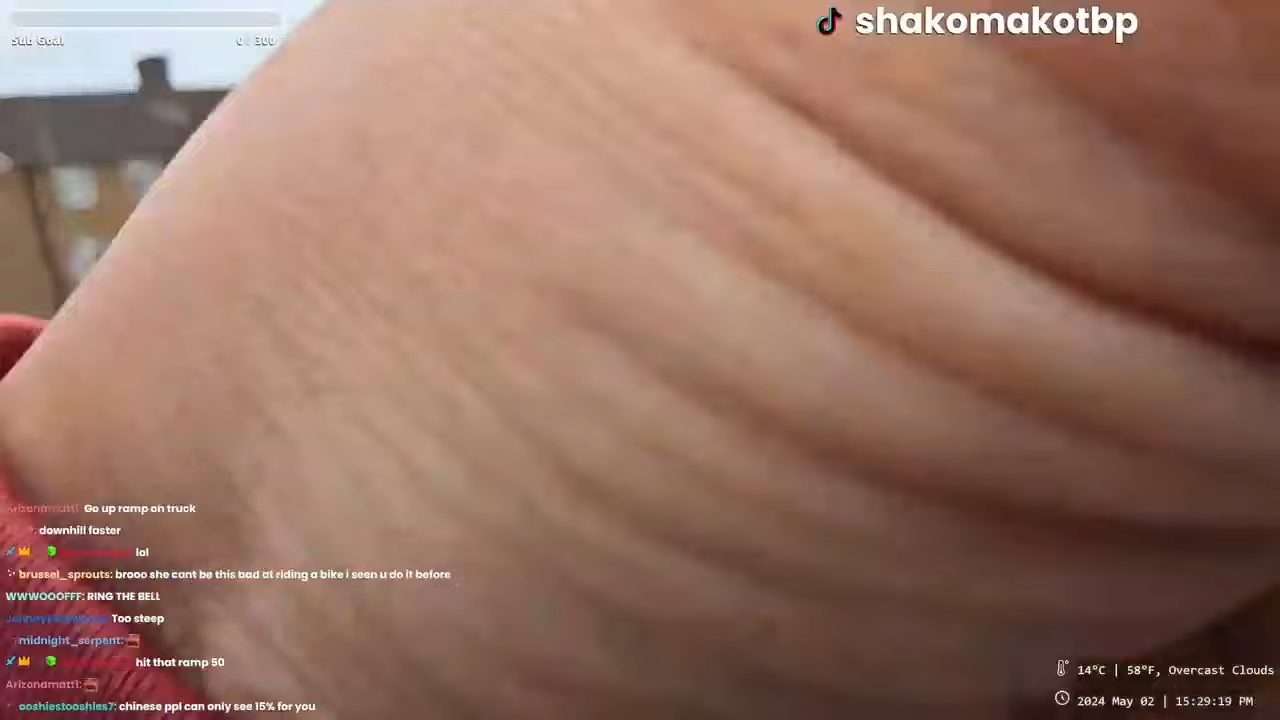 shakomakotbp
Sub Goal
0 / 300
Arizonamatt1: Go up ramp on truck
: downhill faster
lol
brussel_sprouts: brooo she cant be this bad at riding a bike i seen u do it before
WWWOOOFFF: RING THE BELL
Too steep
midnight_serpent:
hit that ramp 50
Arizonamatt1:
ooshiestooshies7: chinese ppl can only see 15% for you
14°C | 58°F, Overcast Clouds
2024 May 02 | 15:29:19 PM